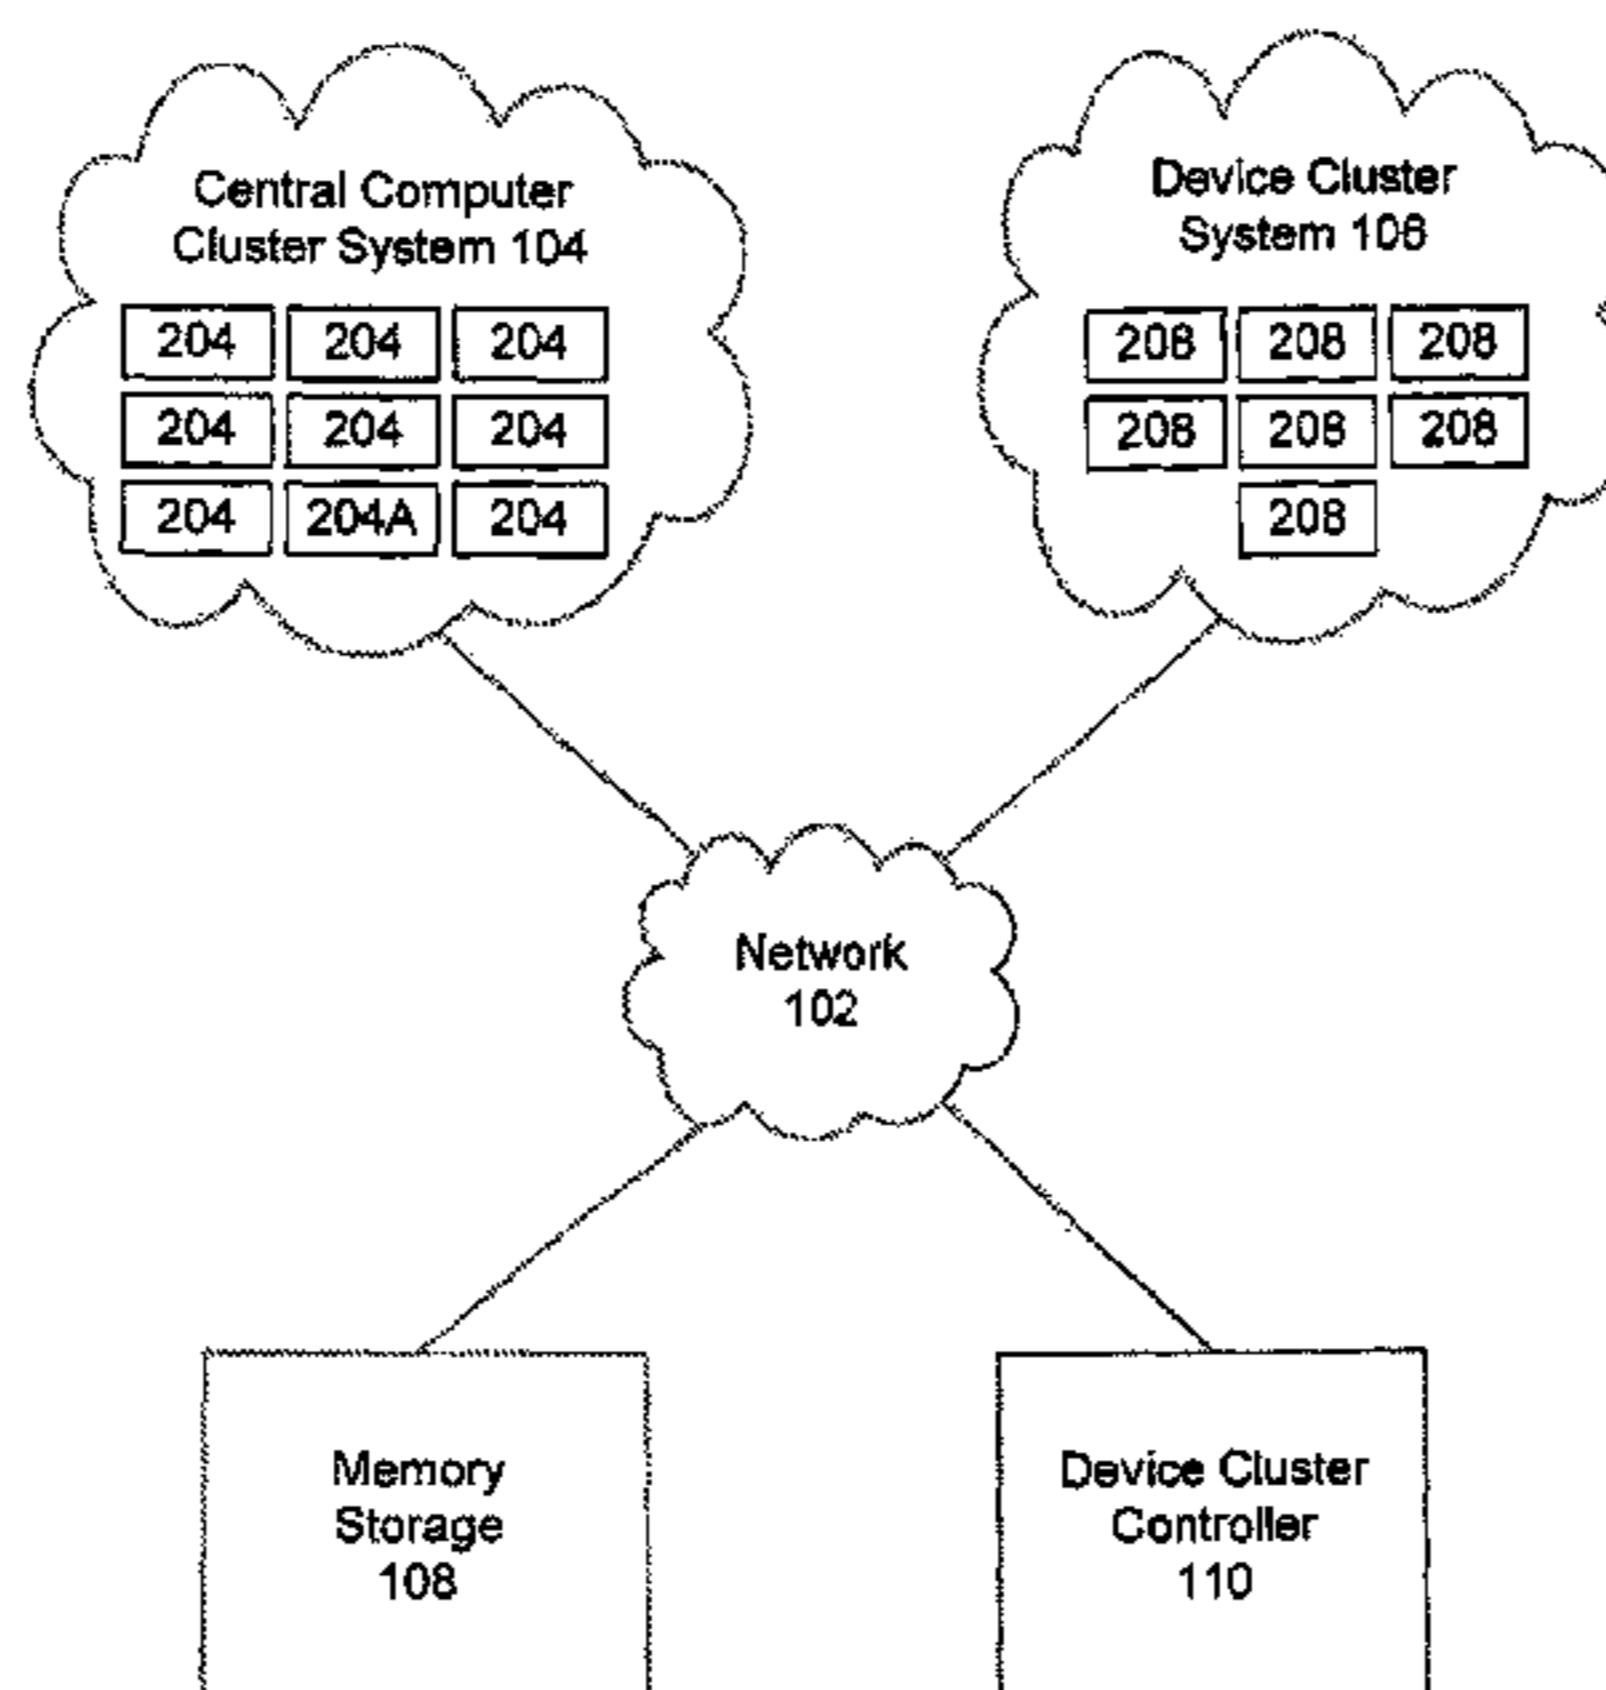 Central Computer
Cluster System 104
204 204 204
204 204 204
204 204A 204
Device Cluster
System 106
208 208 208
208 208 208
208
Network
102
Memory
Storage
108
Device Cluster
Controller
110